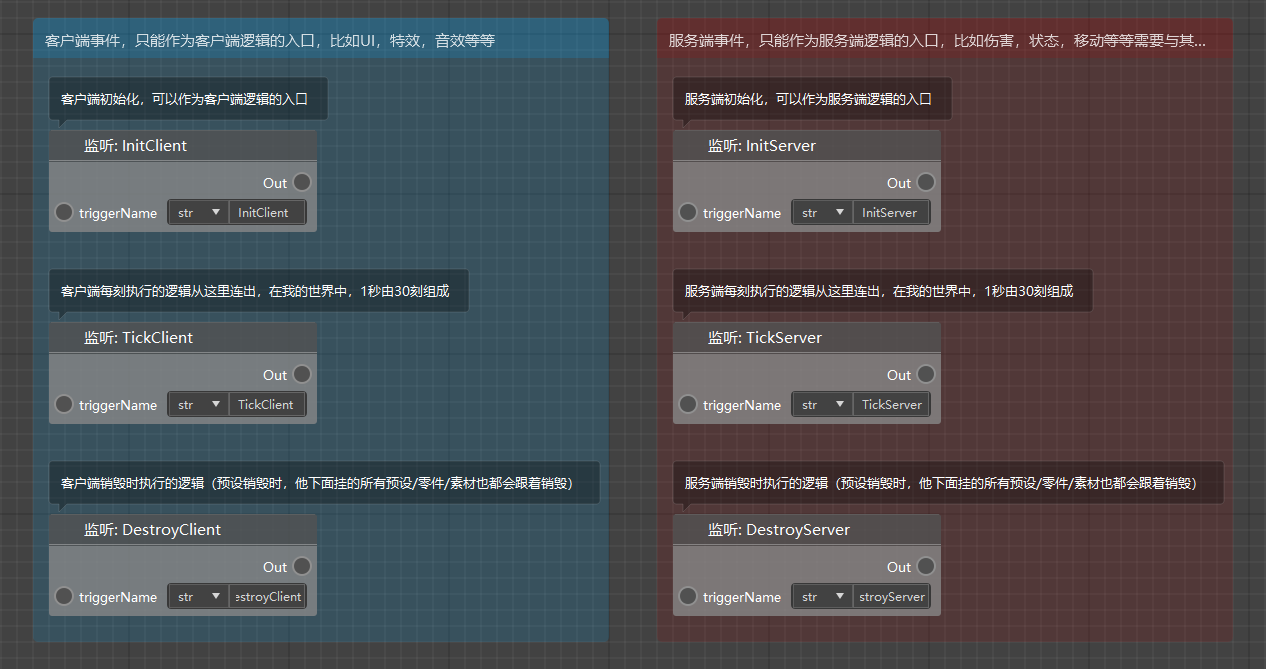 客户端事件，只能作为客户端逻辑的入口，比如UI，特效，音效等等
客户端初始化，可以作为客户端逻辑的入口
监听: InitClient
Out
triggerName str InitClient
客户端每刻执行的逻辑从这里连出，在我的世界中，1秒由30刻组成
监听: TickClient
Out
triggerName str TickClient
客户端销毁时执行的逻辑（预设销毁时，他下面挂的所有预设/零件/素材也都会跟着销毁）
监听: DestroyClient
Out
triggerName str estroyClient
服务端事件，只能作为服务端逻辑的入口，比如伤害，状态，移动等等需要与其...
服务端初始化，可以作为服务端逻辑的入口
监听: InitServer
Out
triggerName str InitServer
服务端每刻执行的逻辑从这里连出，在我的世界中，1秒由30刻组成
监听: TickServer
Out
triggerName str TickServer
服务端销毁时执行的逻辑（预设销毁时，他下面挂的所有预设/零件/素材也都会跟着销毁）
监听: DestroyServer
Out
triggerName str stroyServer